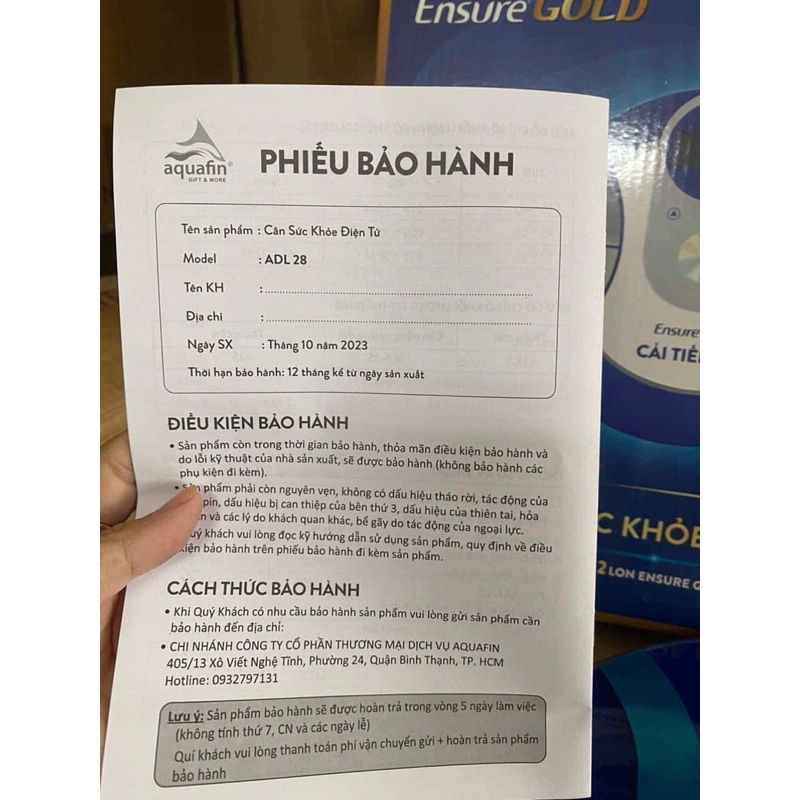 Ensure GOLD
aquafin®
GIFT & MORE
PHIẾU BẢO HÀNH
Tên sản phẩm : Cân Sức Khỏe Điện Tử
Model : ADL 28
Tên KH :
Địa chỉ :
Ngày SX : Tháng 10 năm 2023
Thời hạn bảo hành: 12 tháng kể từ ngày sản xuất
ĐIỀU KIỆN BẢO HÀNH
• Sản phẩm còn trong thời gian bảo hành, thỏa mãn điều kiện bảo hành và
do lỗi kỹ thuật của nhà sản xuất, sẽ được bảo hành (không bảo hành các
phụ kiện đi kèm).
• Sản phẩm phải còn nguyên vẹn, không có dấu hiệu tháo rời, tác động của
pin, dấu hiệu bị can thiệp của bên thứ 3, dấu hiệu của thiên tai, hỏa
và các lý do khách quan khác, bể gãy do tác động của ngoại lực.
khách vui lòng đọc kỹ hướng dẫn sử dụng sản phẩm, quy định về điều
kiện bảo hành trên phiếu bảo hành đi kèm sản phẩm.
CÁCH THỨC BẢO HÀNH
• Khi Quý Khách có nhu cầu bảo hành sản phẩm vui lòng gửi sản phẩm cần
bảo hành đến địa chỉ:
• CHI NHÁNH CÔNG TY CỔ PHẦN THƯƠNG MẠI DỊCH VỤ AQUAFIN
405/13 Xô Viết Nghệ Tĩnh, Phường 24, Quận Bình Thạnh, TP. HCM
Hotline: 0932797131
Lưu ý: Sản phẩm bảo hành sẽ được hoàn trả trong vòng 5 ngày làm việc
(không tính thứ 7, CN và các ngày lễ)
Quí khách vui lòng thanh toán phí vận chuyển gửi + hoàn trả sản phẩm
bảo hành
Ensure
CẢI TIẾ
C KHỎE
2 LON ENSURE G